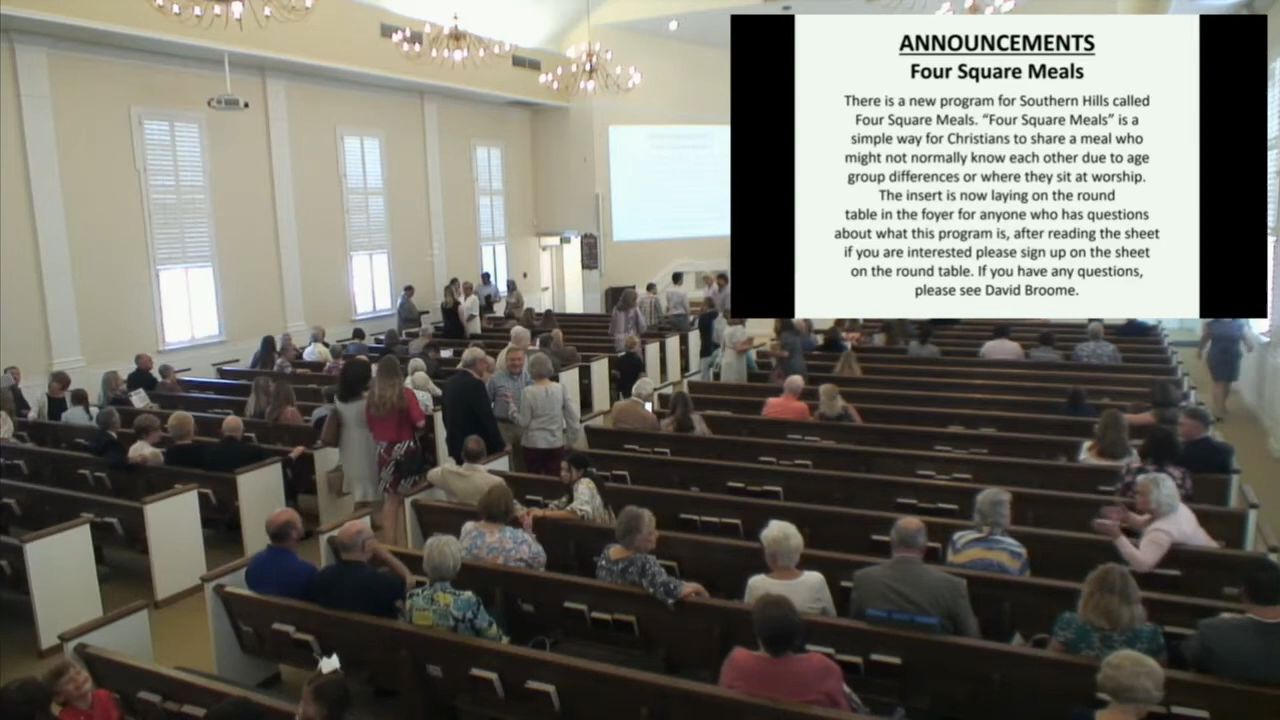 ANNOUNCEMENTS
Four Square Meals
There is a new program for Southern Hills called
Four Square Meals. “Four Square Meals” is a
simple way for Christians to share a meal who
might not normally know each other due to age
group differences or where they sit at worship.
The insert is now laying on the round
table in the foyer for anyone who has questions
about what this program is, after reading the sheet
if you are interested please sign up on the sheet
on the round table. If you have any questions,
please see David Broome.